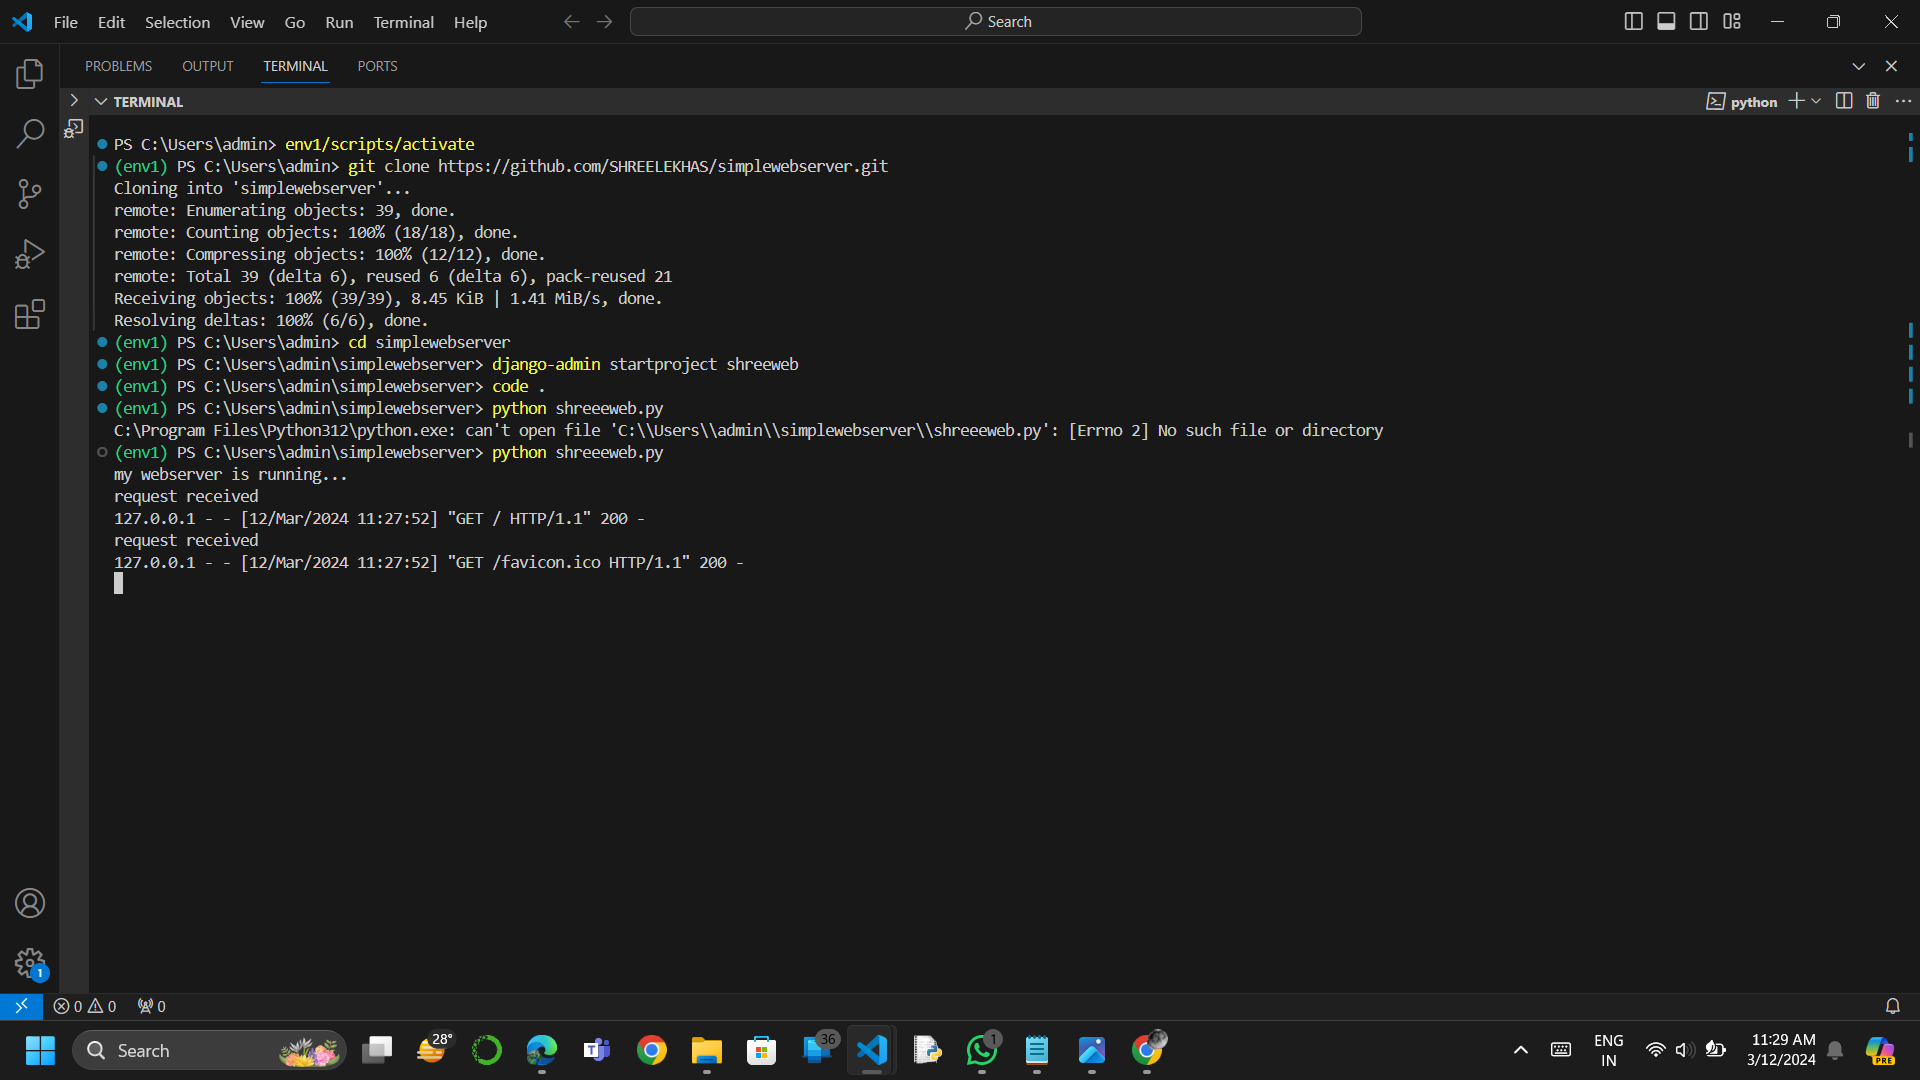 File Edit Selection View Go Run Terminal Help
Search
PROBLEMS OUTPUT TERMINAL PORTS
TERMINAL
python
PS C:\Users\admin> env1/scripts/activate
(env1) PS C:\Users\admin> git clone https://github.com/SHREELEKHAS/simplewebserver.git
Cloning into 'simplewebserver'...
remote: Enumerating objects: 39, done.
remote: Counting objects: 100% (18/18), done.
remote: Compressing objects: 100% (12/12), done.
remote: Total 39 (delta 6), reused 6 (delta 6), pack-reused 21
Receiving objects: 100% (39/39), 8.45 KiB | 1.41 MiB/s, done.
Resolving deltas: 100% (6/6), done.
(env1) PS C:\Users\admin> cd simplewebserver
(env1) PS C:\Users\admin\simplewebserver> django-admin startproject shreeweb
(env1) PS C:\Users\admin\simplewebserver> code .
(env1) PS C:\Users\admin\simplewebserver> python shreeeweb.py
C:\Program Files\Python312\python.exe: can't open file 'C:\\Users\\admin\\simplewebserver\\shreeeweb.py': [Errno 2] No such file or directory
(env1) PS C:\Users\admin\simplewebserver> python shreeeweb.py
my webserver is running...
request received
127.0.0.1 - - [12/Mar/2024 11:27:52] "GET / HTTP/1.1" 200 -
request received
127.0.0.1 - - [12/Mar/2024 11:27:52] "GET /favicon.ico HTTP/1.1" 200 -
1
0 0 0
Search
28°
36
1
ENG
IN
11:29 AM
3/12/2024
PRE